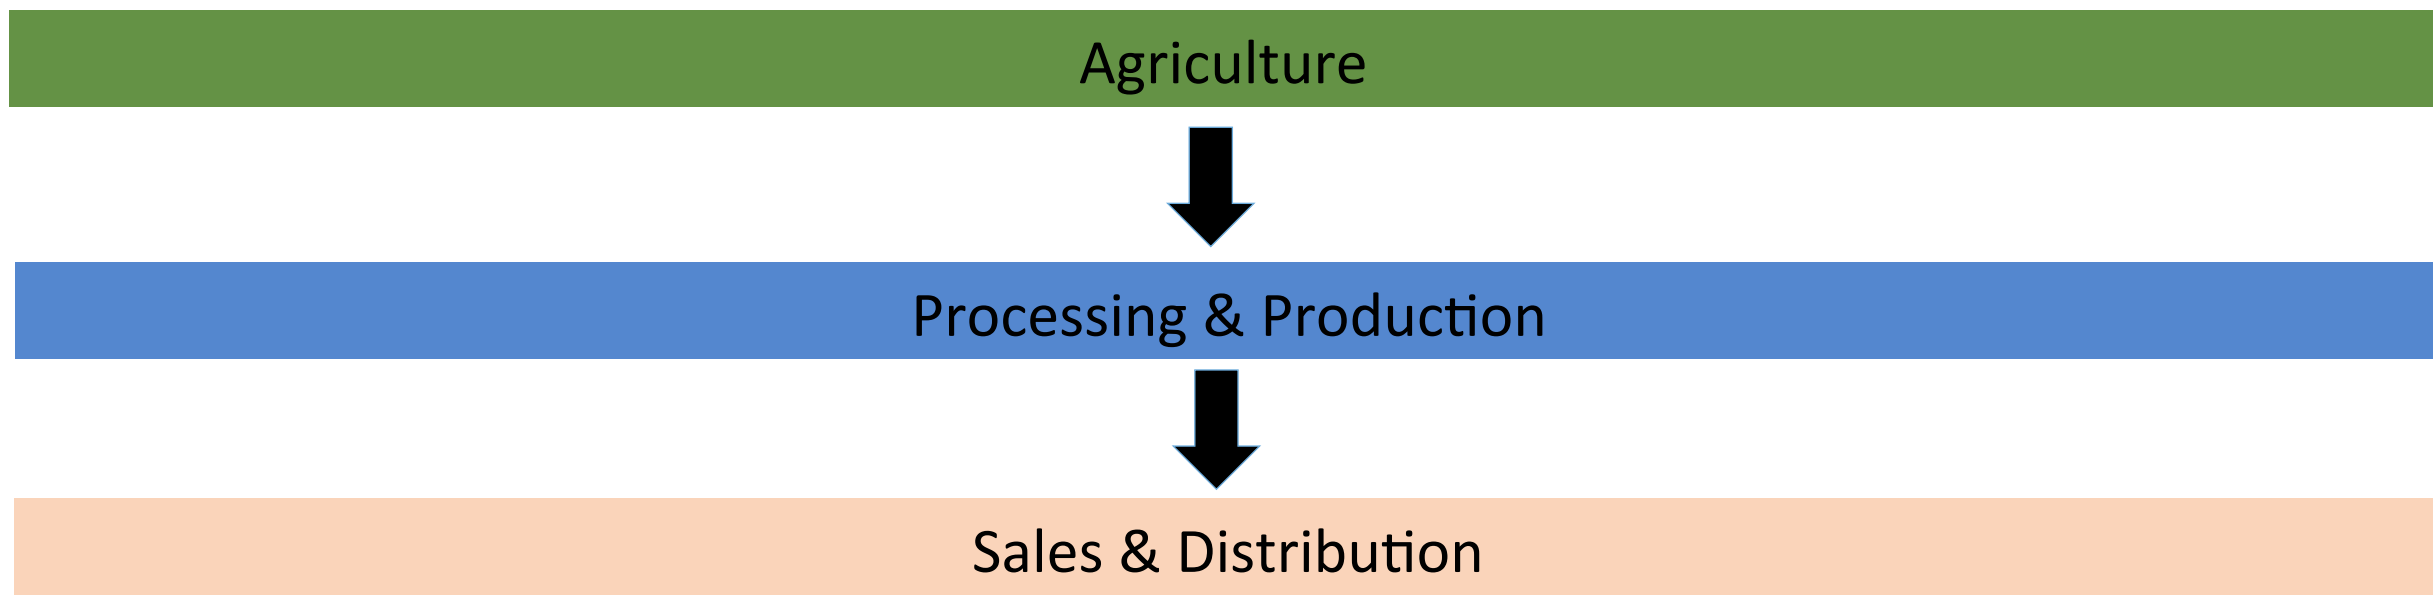 Agriculture
Processing & Production
Sales & Distribution